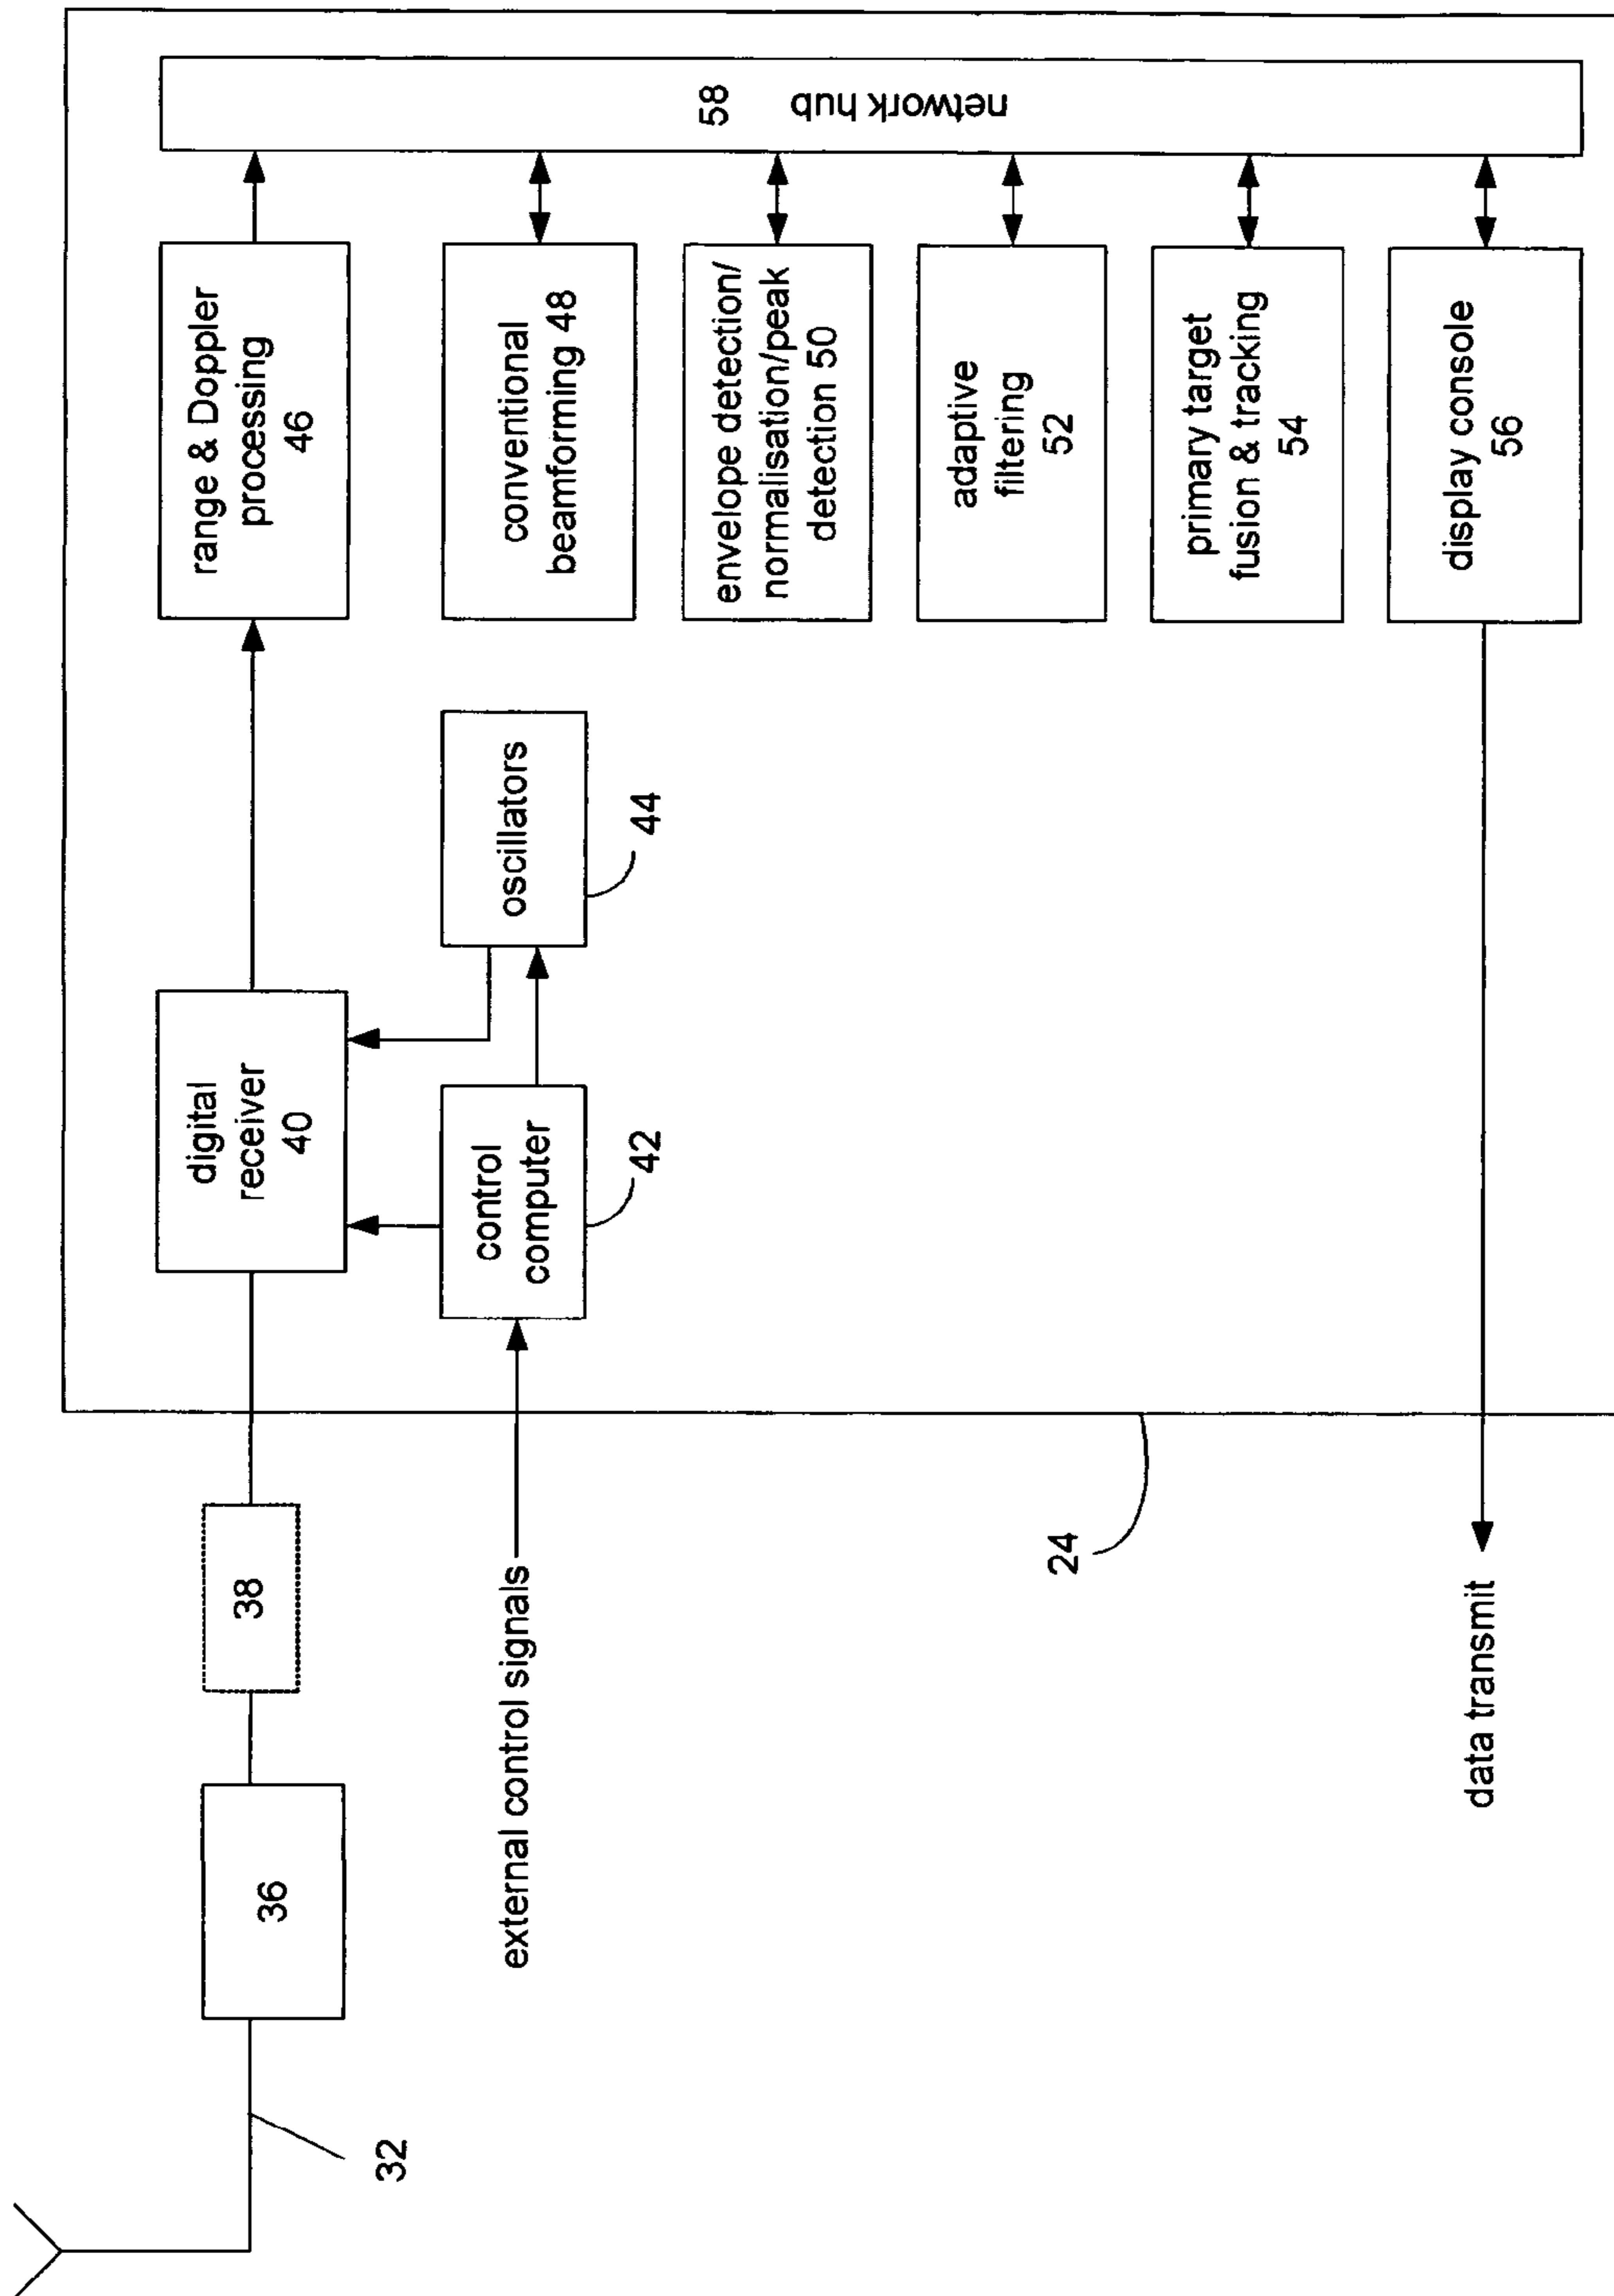 32
36
38
external control signals
digital
receiver
40
control
computer
42
oscillators
44
range & Doppler
processing
46
conventional
beamforming 48
envelope detection/
normalisation/peak
detection 50
adaptive
filtering
52
primary target
fusion & tracking
54
display console
56
58
network hub
24
data transmit